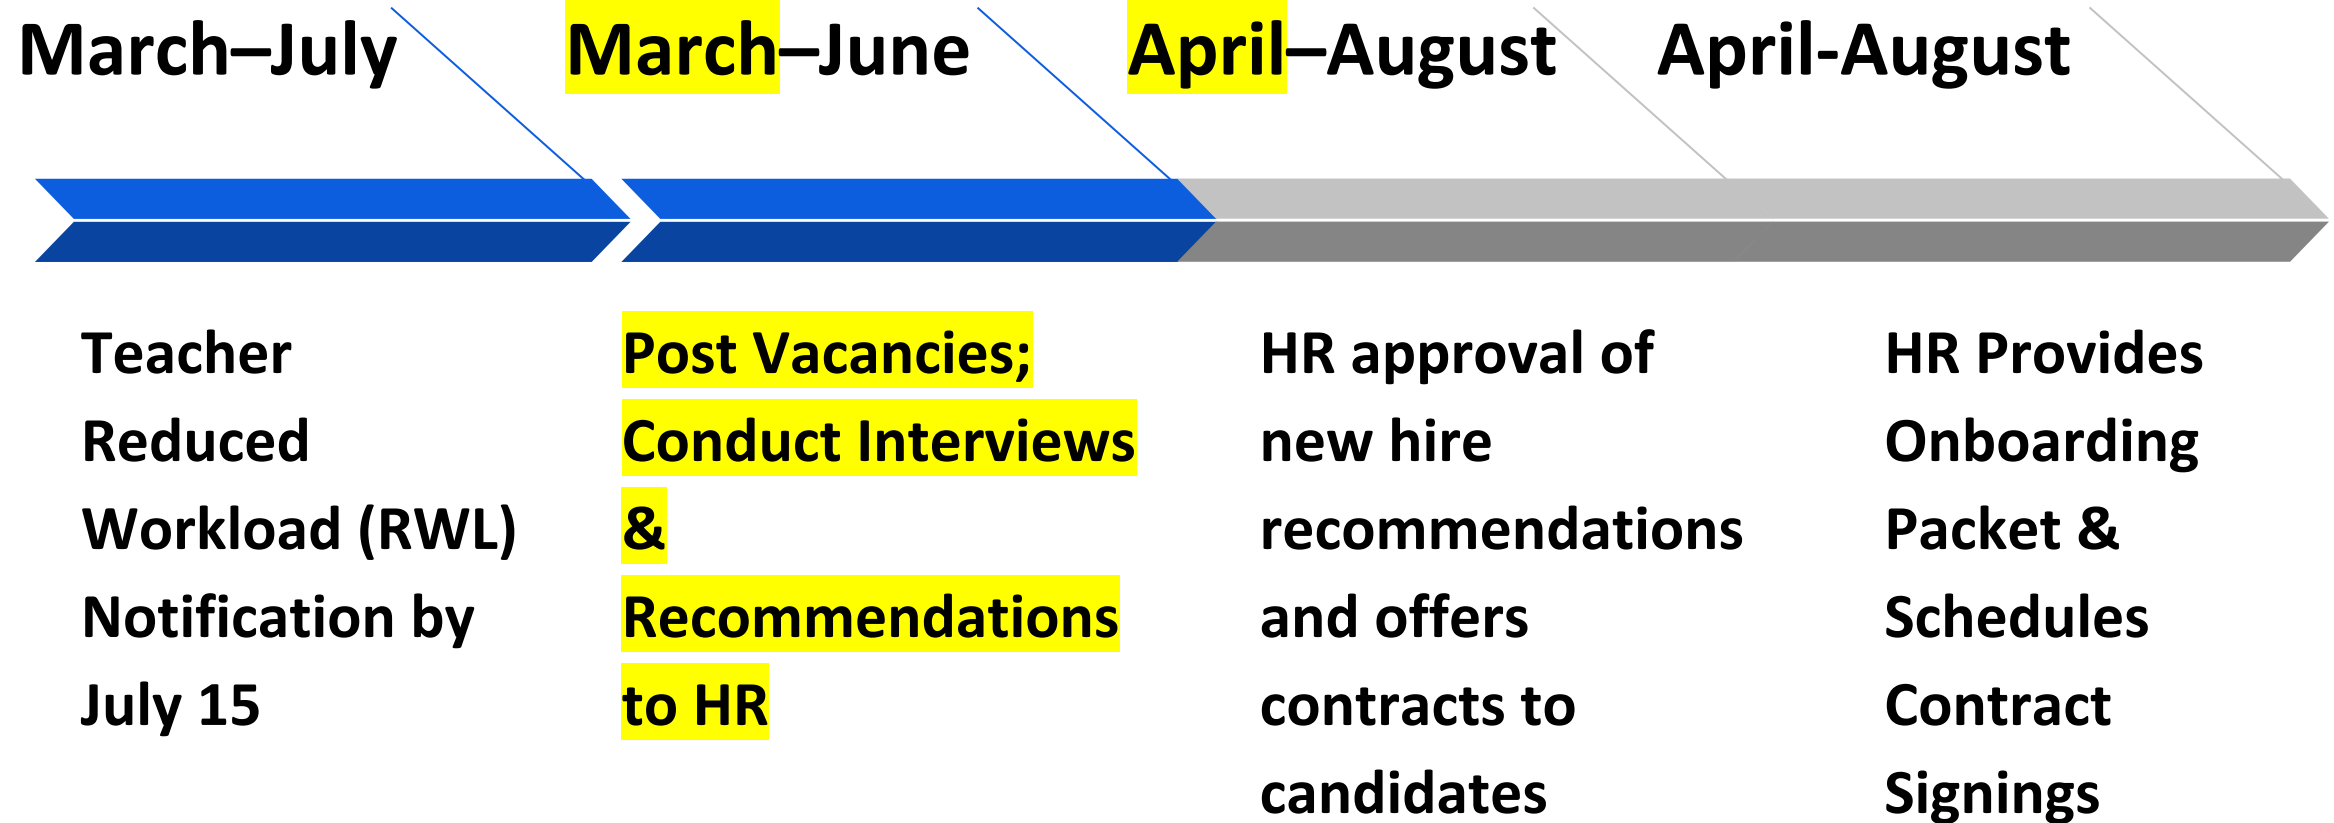 March–July
March–June
April–August
April-August
Teacher
Reduced
Workload (RWL)
Notification by
July 15
Post Vacancies;
Conduct Interviews
&
Recommendations
to HR
HR approval of
new hire
recommendations
and offers
contracts to
candidates
HR Provides
Onboarding
Packet &
Schedules
Contract
Signings